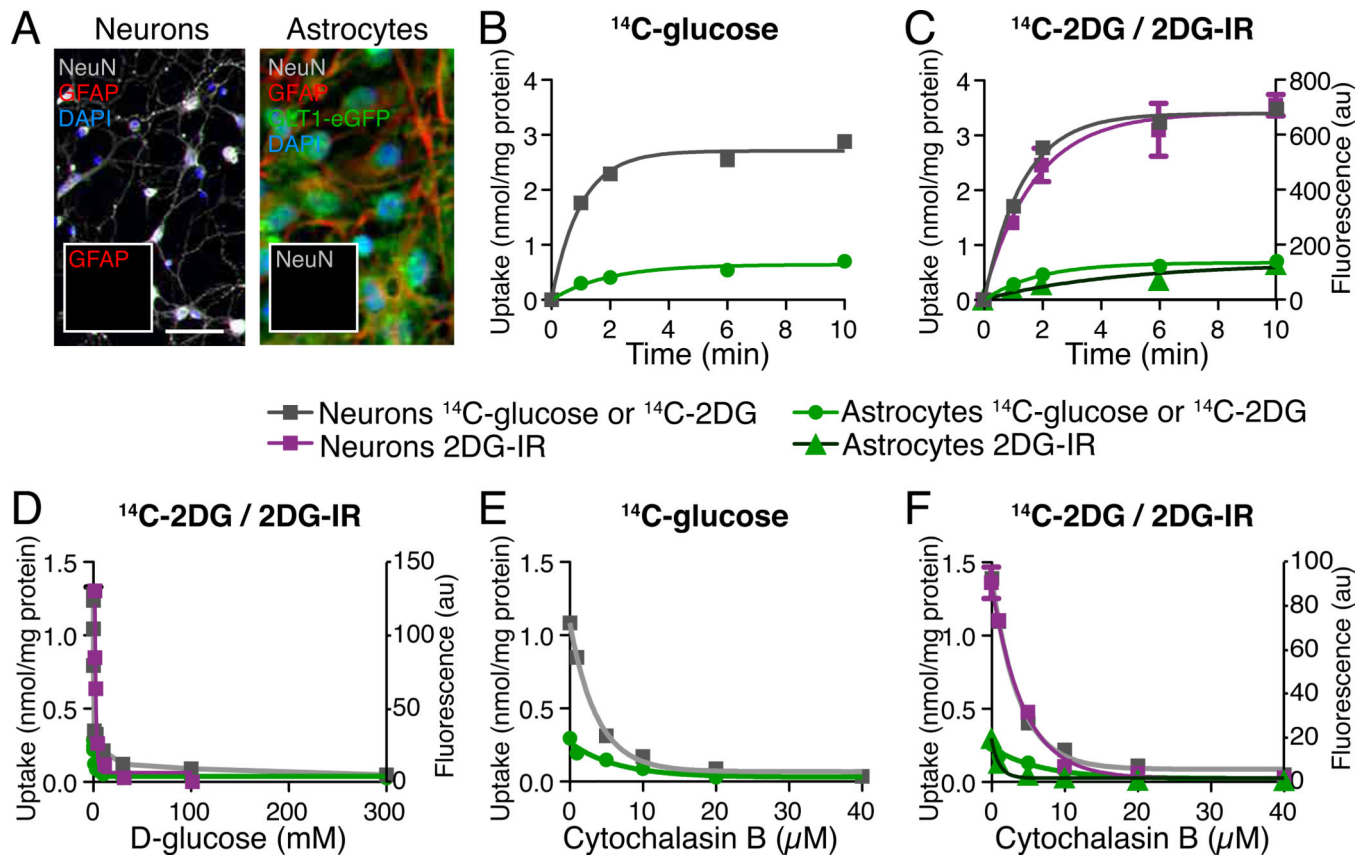 A
Neurons
Astrocytes
NeuN
GFAP
DAPI
GFAP
NeuN
GFAP
GLT1-eGFP
DAPI
NeuN
B
¹⁴C-glucose
Uptake (nmol/mg protein)
4
3
2
1
0
0 2 4 6 8 10
Time (min)
C
¹⁴C-2DG / 2DG-IR
Uptake (nmol/mg protein)
4
3
2
1
0
800
600
400
200
0
Fluorescence (au)
0 2 4 6 8 10
Time (min)
Neurons ¹⁴C-glucose or ¹⁴C-2DG
Astrocytes ¹⁴C-glucose or ¹⁴C-2DG
Neurons 2DG-IR
Astrocytes 2DG-IR
D
¹⁴C-2DG / 2DG-IR
Uptake (nmol/mg protein)
1.5
1.0
0.5
0.0
150
100
50
0
Fluorescence (au)
0 100 200 300
D-glucose (mM)
E
¹⁴C-glucose
Uptake (nmol/mg protein)
1.5
1.0
0.5
0.0
0 10 20 30 40
Cytochalasin B (µM)
F
¹⁴C-2DG / 2DG-IR
Uptake (nmol/mg protein)
1.5
1.0
0.5
0.0
100
80
60
40
20
0
Fluorescence (au)
0 10 20 30 40
Cytochalasin B (µM)